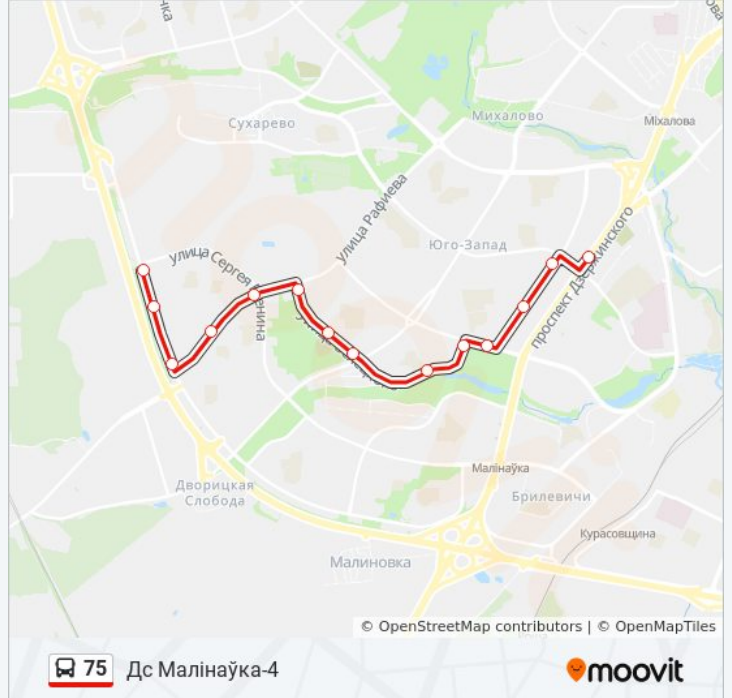 Сухарево
Михалово
Міхалова
улица Рафиева
проспект Дзержинского
Юго-Запад
улица Сергея Есенина
Малінаўка
Дворицкая
Слобода
Брилевичи
Курасовщина
Малиновка
© OpenStreetMap contributors | © OpenMapTiles
75 Дс Малінаўка-4 moovit